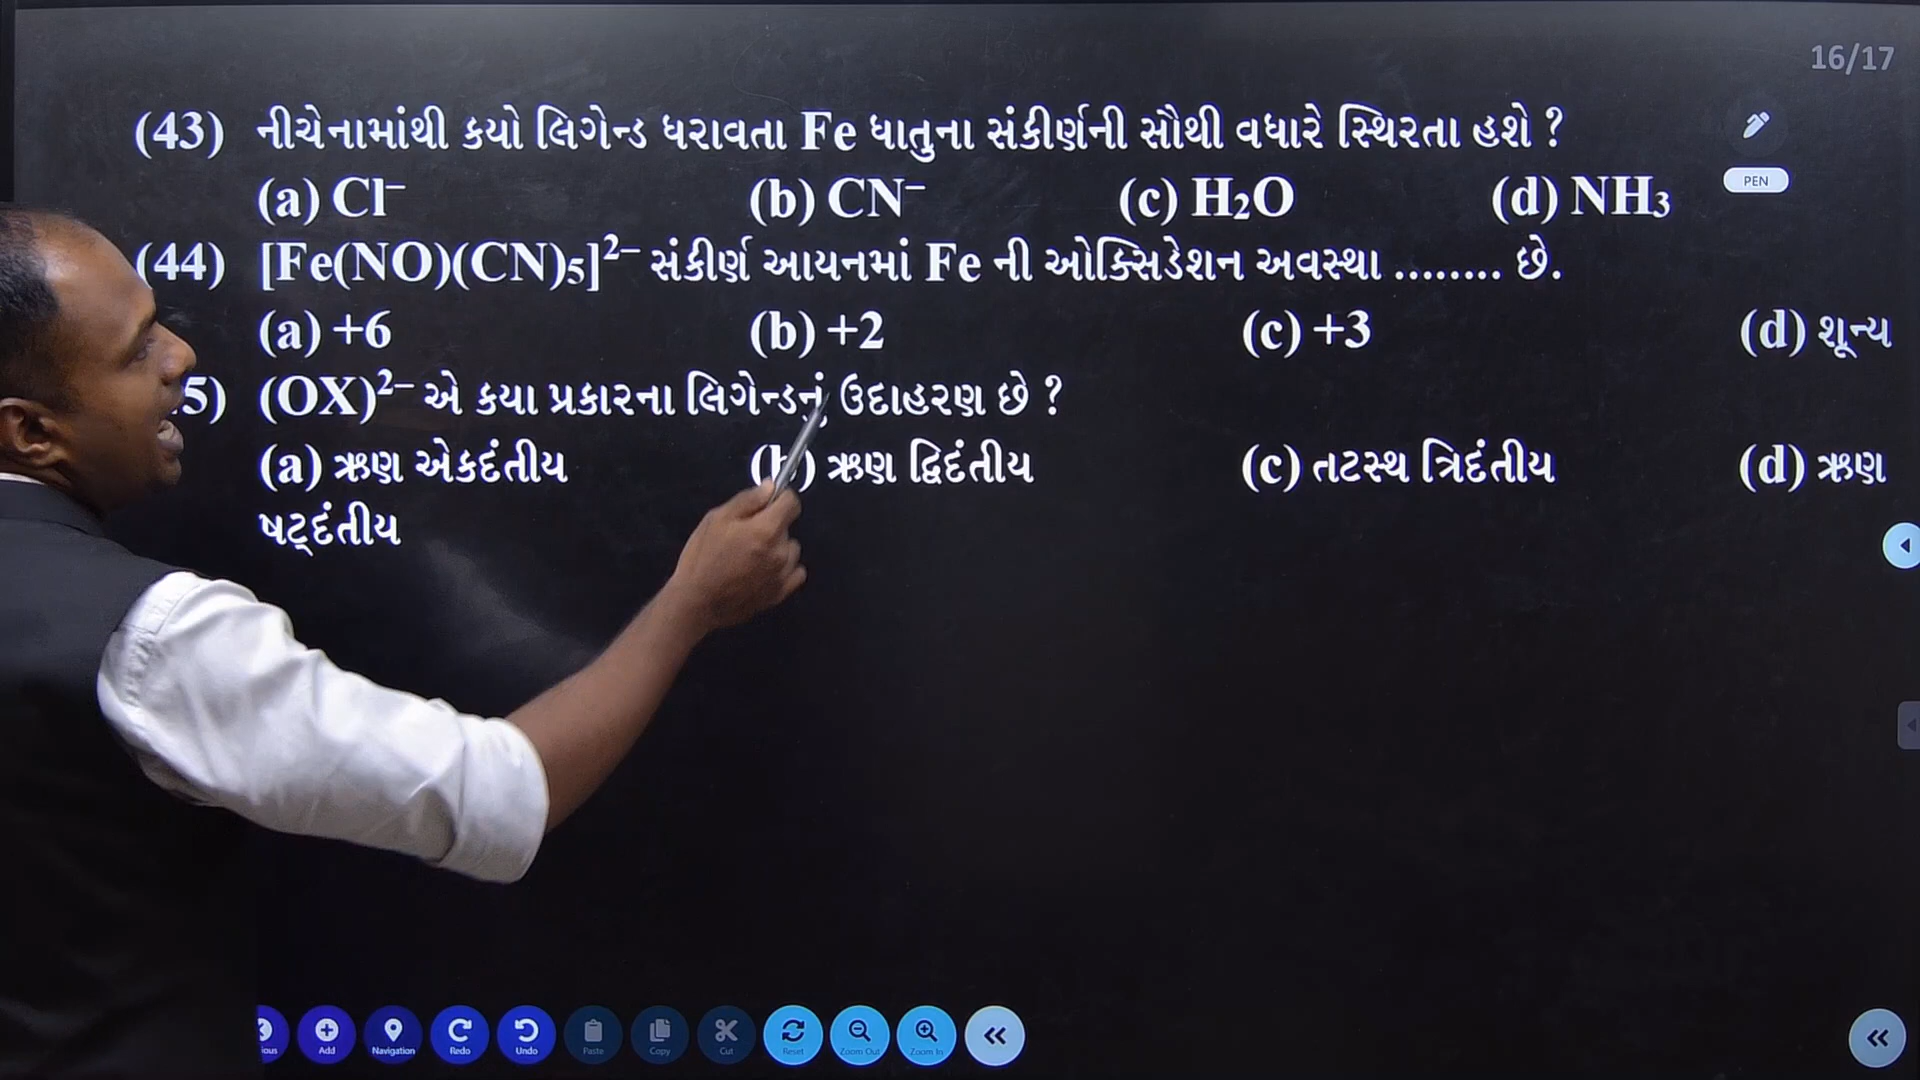 16/17
(43) નીચેનામાંથી કયો લિગેન્ડ ધરાવતા Fe ધાતુના સંકીર્ણની સૌથી વધારે સ્થિરતા હશે ?
(a) Cl⁻ (b) CN⁻ (c) H₂O (d) NH₃
PEN
(44) [Fe(NO)(CN)₅]²⁻ સંકીર્ણ આયનમાં Fe ની ઓક્સિડેશન અવસ્થા ........ છે.
(a) +6 (b) +2 (c) +3 (d) શૂન્ય
5) (OX)²⁻ એ કયા પ્રકારના લિગેન્ડનું ઉદાહરણ છે ?
(a) ઋણ એકદંતીય (b) ઋણ દ્વિદંતીય (c) તટસ્થ ત્રિદંતીય (d) ઋણ
ષટ્દંતીય
Add Navigation Redo Undo Paste Copy Cut Reset Zoom Out Zoom In